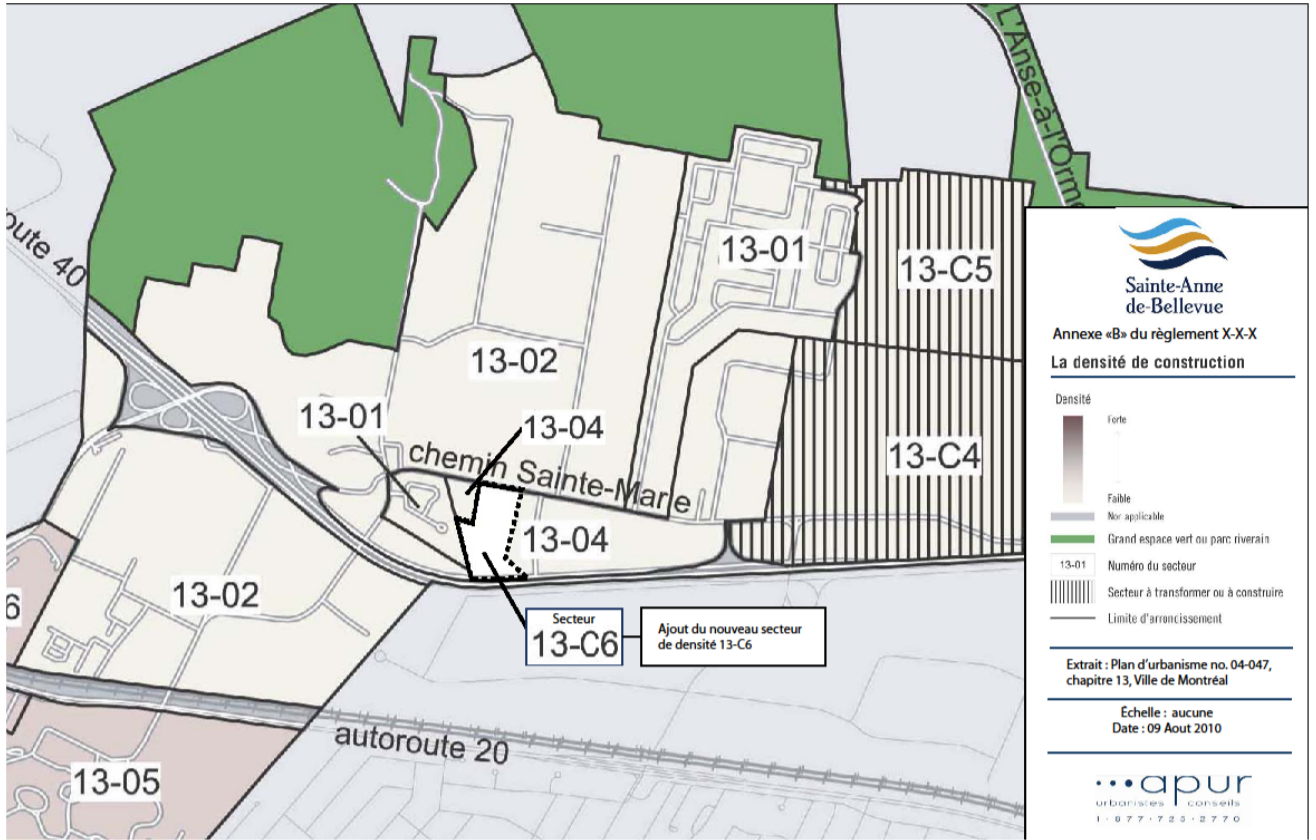 L'Anse-à-l'Orme
oute 40
13-01
13-C5
13-02
13-01
13-04
chemin Sainte-Marie
13-C4
13-04
13-02
6
Secteur
13-C6
Ajout du nouveau secteur
de densité 13-C6
autoroute 20
13-05
Sainte-Anne
de-Bellevue
Annexe «B» du règlement X-X-X
La densité de construction
Densité
Forte
Faible
Nor applicable
Grand espace vert ou parc riverain
13-01 Numéro du secteur
Secteur à transformer ou à construire
Limite d'arroncissement
Extrait : Plan d'urbanisme no. 04-047,
chapitre 13, Ville de Montréal
Échelle : aucune
Date : 09 Aout 2010
apur
urbanistes conseils
1·877·725·2770